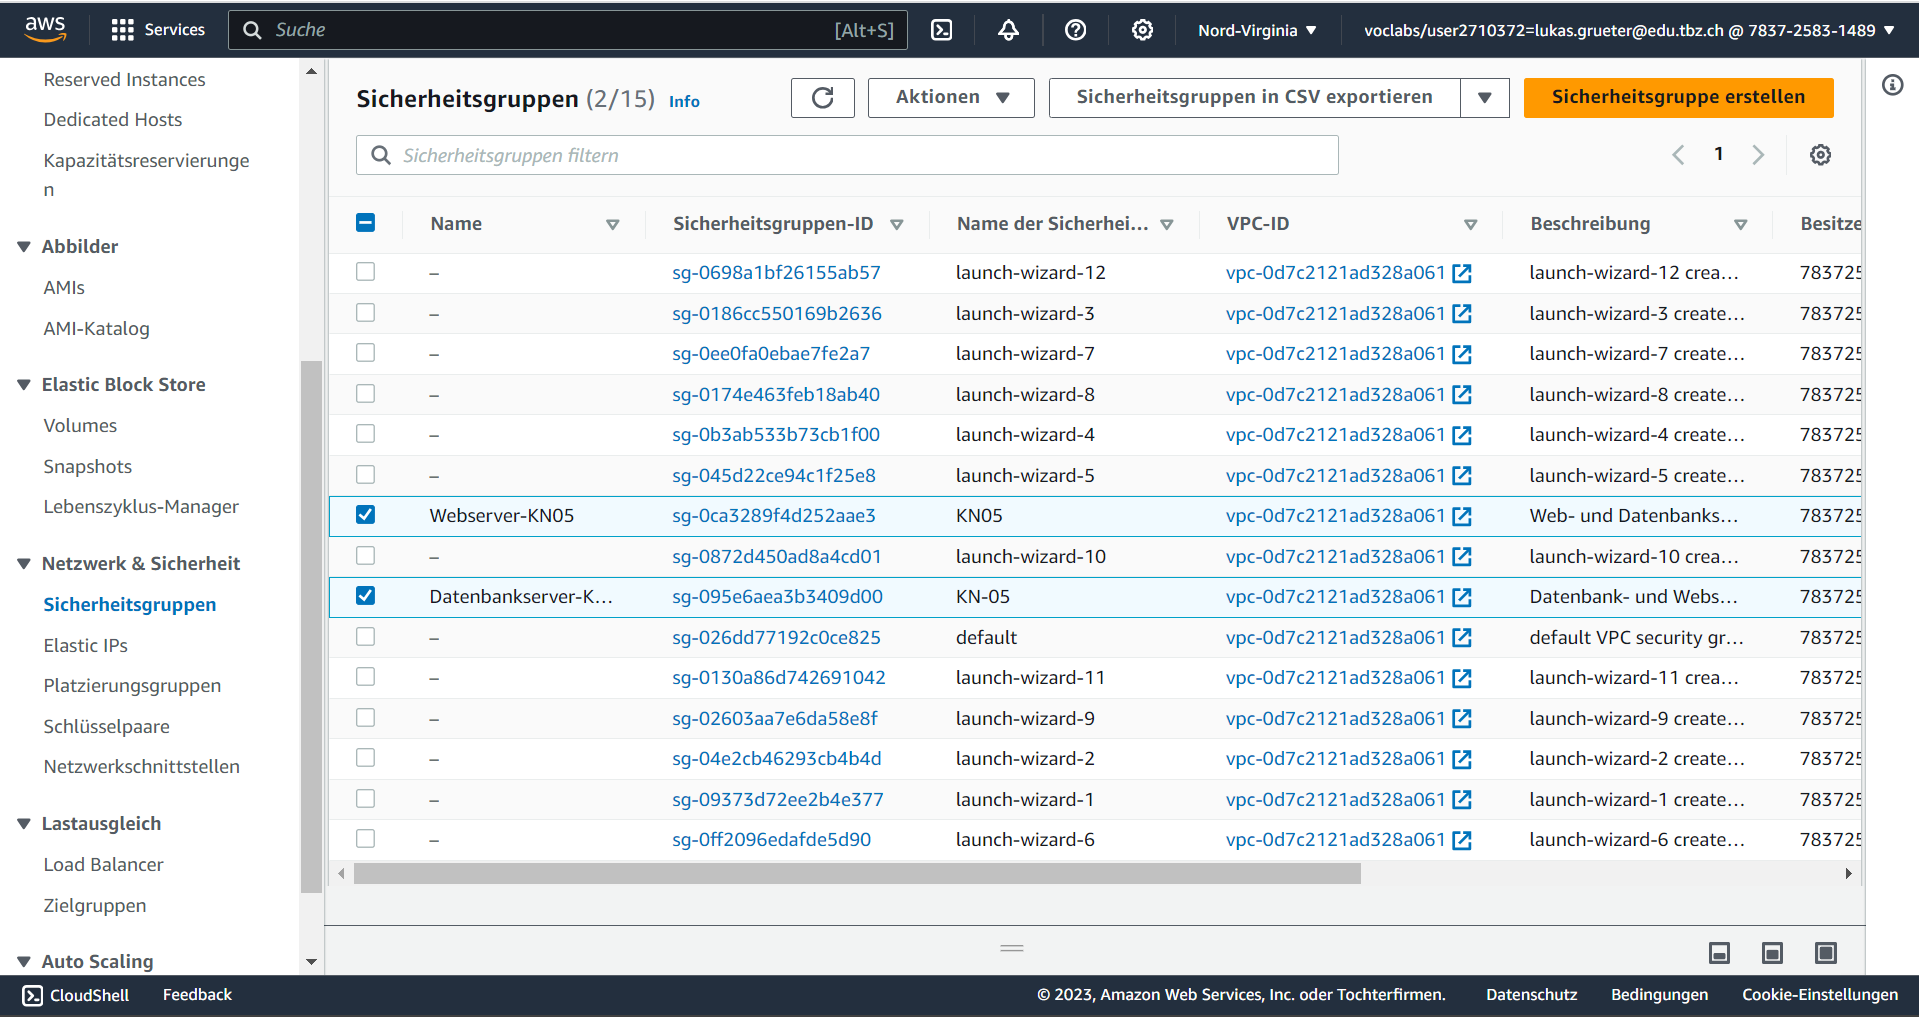 aws
Services
Suche
[Alt+S]
Nord-Virginia
voclabs/user2710372=lukas.grueter@edu.tbz.ch @ 7837-2583-1489
Reserved Instances
Dedicated Hosts
Kapazitätsreservierunge
n
Abbilder
AMIs
AMI-Katalog
Elastic Block Store
Volumes
Snapshots
Lebenszyklus-Manager
Netzwerk & Sicherheit
Sicherheitsgruppen
Elastic IPs
Platzierungsgruppen
Schlüsselpaare
Netzwerkschnittstellen
Lastausgleich
Load Balancer
Zielgruppen
Auto Scaling
Sicherheitsgruppen (2/15) Info
Aktionen
Sicherheitsgruppen in CSV exportieren
Sicherheitsgruppe erstellen
Sicherheitsgruppen filtern
1
Name Sicherheitsgruppen-ID Name der Sicherhei... VPC-ID Beschreibung Besitze
– sg-0698a1bf26155ab57 launch-wizard-12 vpc-0d7c2121ad328a061 launch-wizard-12 crea... 783725
– sg-0186cc550169b2636 launch-wizard-3 vpc-0d7c2121ad328a061 launch-wizard-3 create... 783725
– sg-0ee0fa0ebae7fe2a7 launch-wizard-7 vpc-0d7c2121ad328a061 launch-wizard-7 create... 783725
– sg-0174e463feb18ab40 launch-wizard-8 vpc-0d7c2121ad328a061 launch-wizard-8 create... 783725
– sg-0b3ab533b73cb1f00 launch-wizard-4 vpc-0d7c2121ad328a061 launch-wizard-4 create... 783725
– sg-045d22ce94c1f25e8 launch-wizard-5 vpc-0d7c2121ad328a061 launch-wizard-5 create... 783725
Webserver-KN05 sg-0ca3289f4d252aae3 KN05 vpc-0d7c2121ad328a061 Web- und Datenbanks... 783725
– sg-0872d450ad8a4cd01 launch-wizard-10 vpc-0d7c2121ad328a061 launch-wizard-10 crea... 783725
Datenbankserver-K... sg-095e6aea3b3409d00 KN-05 vpc-0d7c2121ad328a061 Datenbank- und Webs... 783725
– sg-026dd77192c0ce825 default vpc-0d7c2121ad328a061 default VPC security gr... 783725
– sg-0130a86d742691042 launch-wizard-11 vpc-0d7c2121ad328a061 launch-wizard-11 crea... 783725
– sg-02603aa7e6da58e8f launch-wizard-9 vpc-0d7c2121ad328a061 launch-wizard-9 create... 783725
– sg-04e2cb46293cb4b4d launch-wizard-2 vpc-0d7c2121ad328a061 launch-wizard-2 create... 783725
– sg-09373d72ee2b4e377 launch-wizard-1 vpc-0d7c2121ad328a061 launch-wizard-1 create... 783725
– sg-0ff2096edafde5d90 launch-wizard-6 vpc-0d7c2121ad328a061 launch-wizard-6 create... 783725
CloudShell
Feedback
© 2023, Amazon Web Services, Inc. oder Tochterfirmen.
Datenschutz
Bedingungen
Cookie-Einstellungen